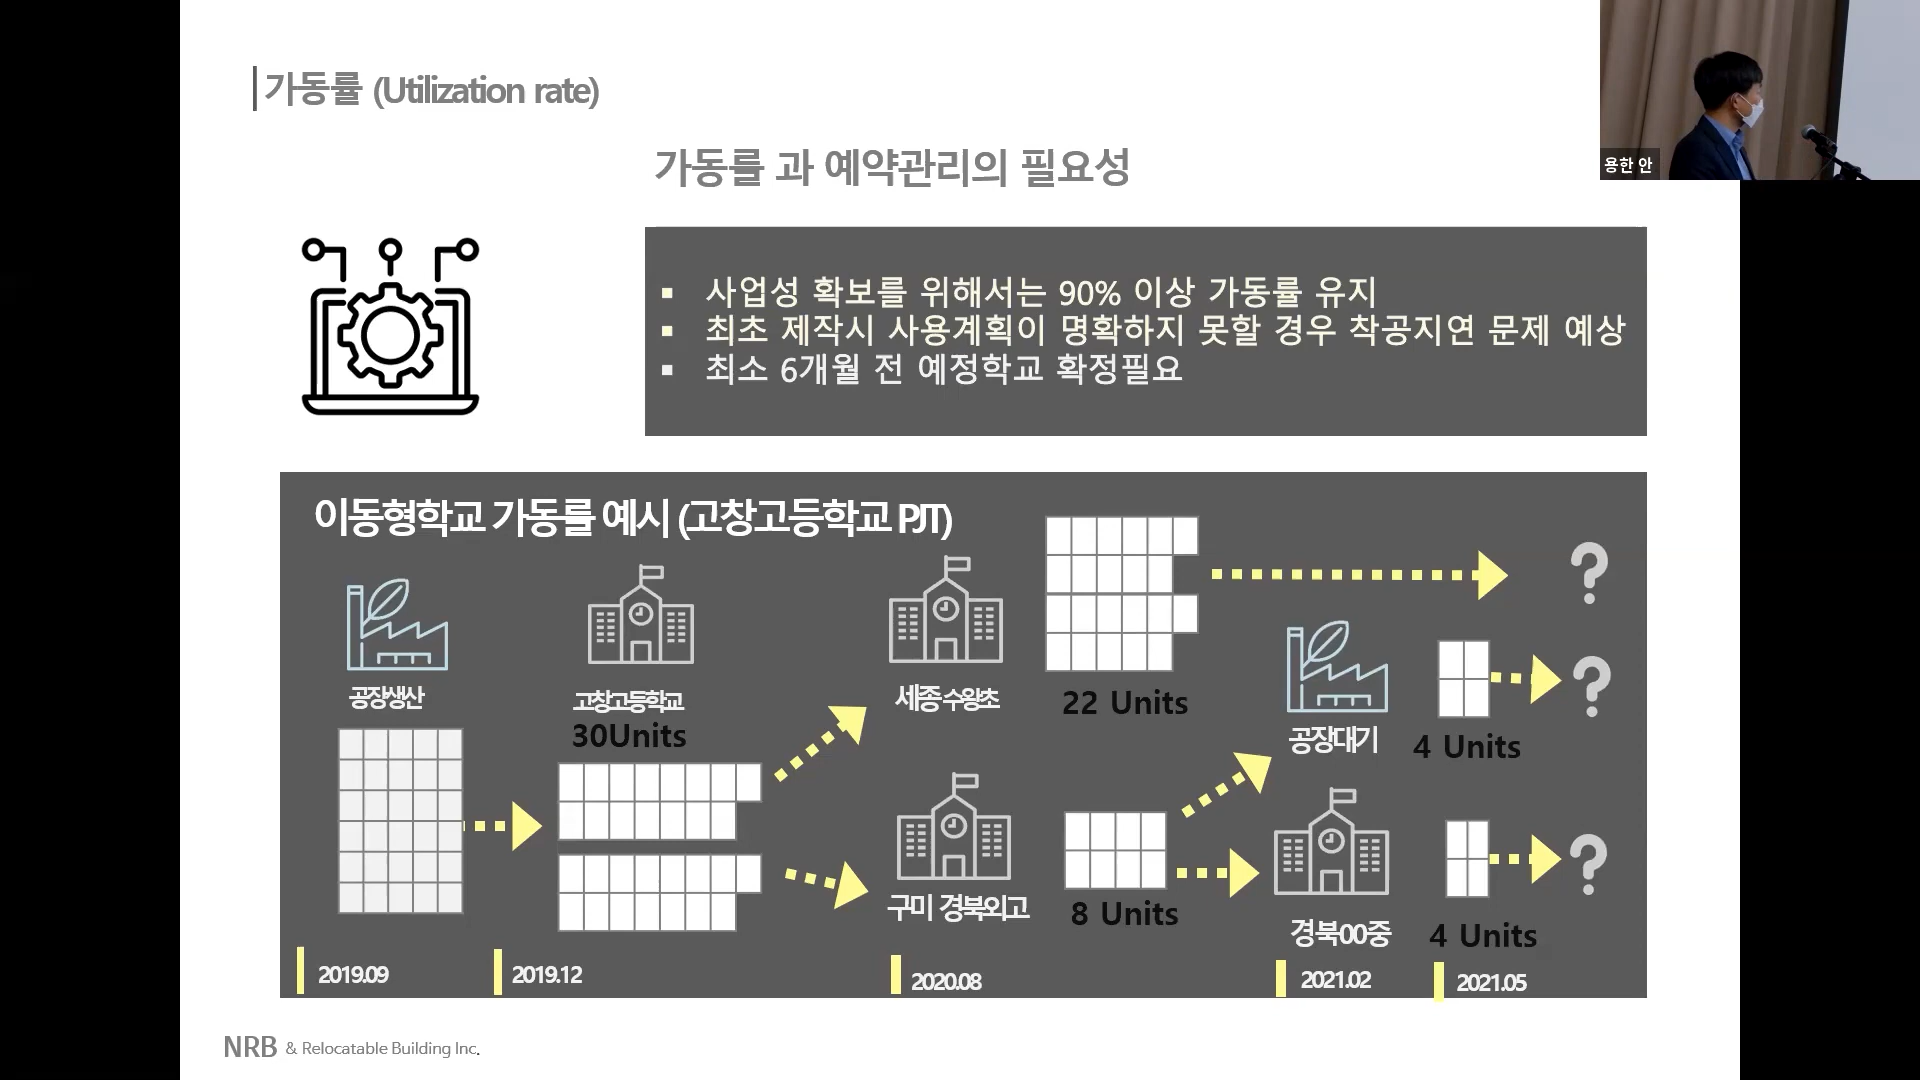 가동률 (Utilization rate)
용한 안
가동률 과 예약관리의 필요성
▪ 사업성 확보를 위해서는 90% 이상 가동률 유지
▪ 최초 제작시 사용계획이 명확하지 못할 경우 착공지연 문제 예상
▪ 최소 6개월 전 예정학교 확정필요
이동형학교 가동률 예시 (고창고등학교 PJT)
공장생산
고창고등학교
30Units
세종 수왕초
22 Units
?
공장대기
4 Units
?
구미 경북외고
8 Units
경북00중
4 Units
?
2019.09
2019.12
2020.08
2021.02
2021.05
NRB & Relocatable Building Inc.